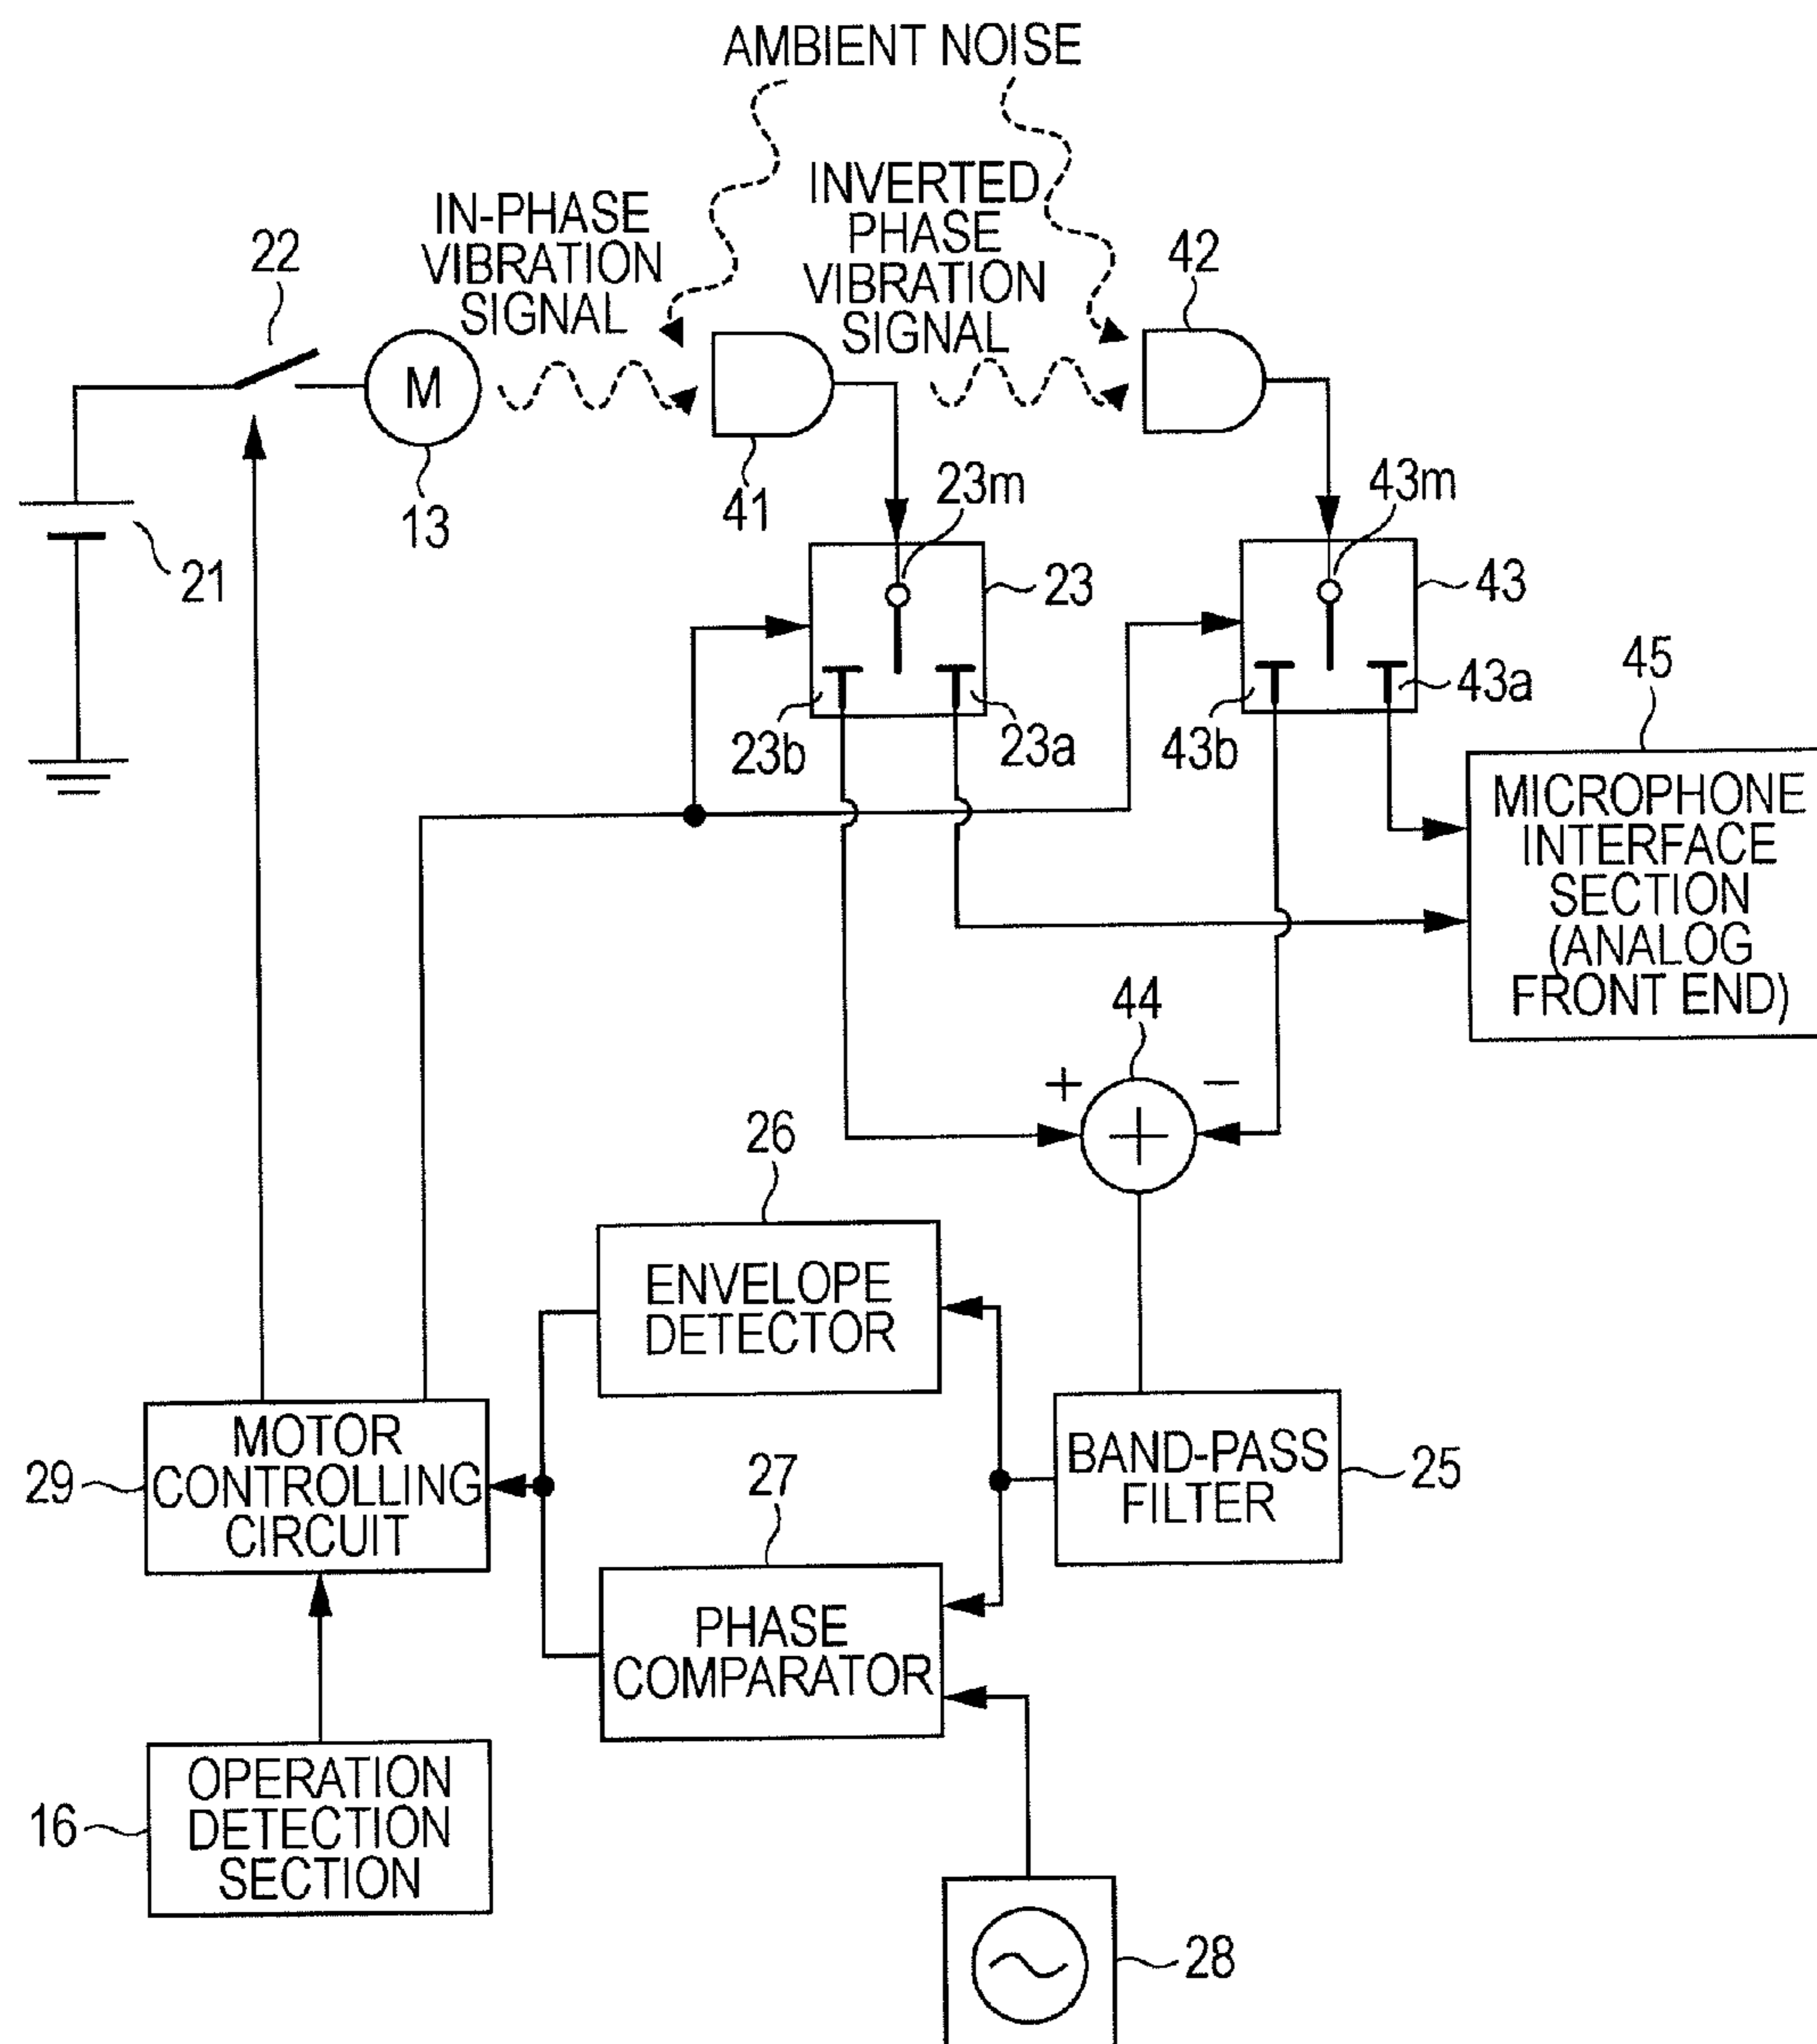 AMBIENT NOISE
IN-PHASE
VIBRATION
SIGNAL
INVERTED
PHASE
VIBRATION
SIGNAL
22
42
M
13
41
21
23m
43m
23
43
23b
23a
43b
43a
45
MICROPHONE
INTERFACE
SECTION
(ANALOG
FRONT END)
44
+
−
+
26
ENVELOPE
DETECTOR
29
MOTOR
CONTROLLING
CIRCUIT
27
PHASE
COMPARATOR
BAND-PASS
FILTER
25
16
OPERATION
DETECTION
SECTION
28